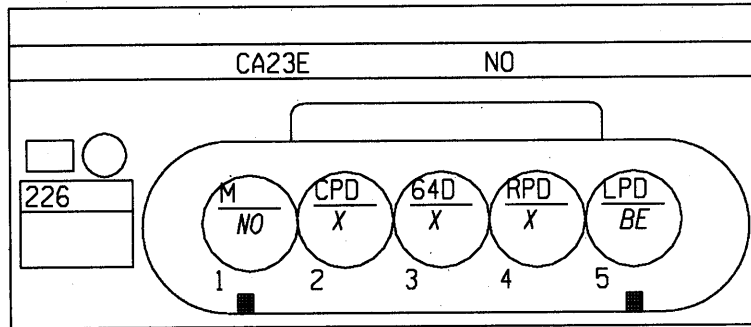 CA23E NO
226
M CPD 64D RPD LPD
NO X X X BE
1 2 3 4 5